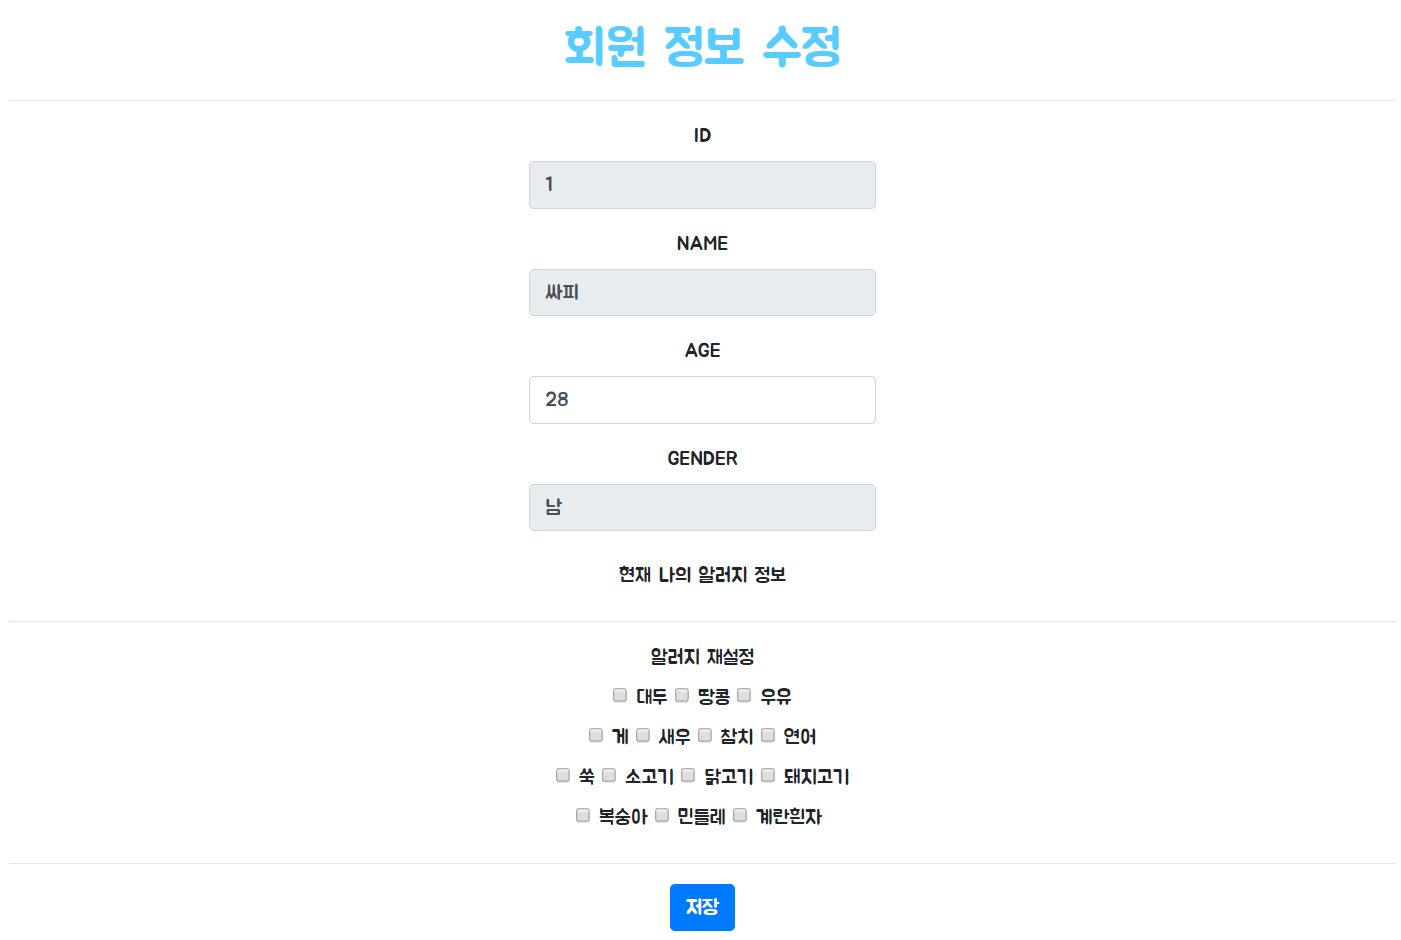 회원 정보 수정
ID
1
NAME
싸피
AGE
28
GENDER
남
현재 나의 알러지 정보
알러지 재설정
대두 땅콩 우유
게 새우 참치 연어
쑥 소고기 닭고기 돼지고기
복숭아 민들레 계란흰자
저장